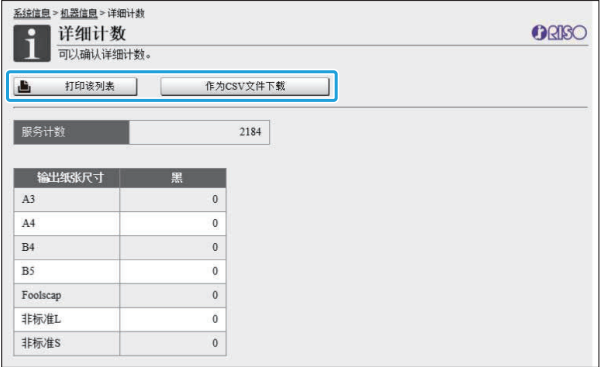 系统信息 > 机器信息 > 详细计数
详细计数
RISO
可以确认详细计数。
打印该列表 作为CSV文件下载
服务计数 2184
输出纸张尺寸 黑
A3 0
A4 0
B4 0
B5 0
Foolscap 0
非标准L 0
非标准S 0